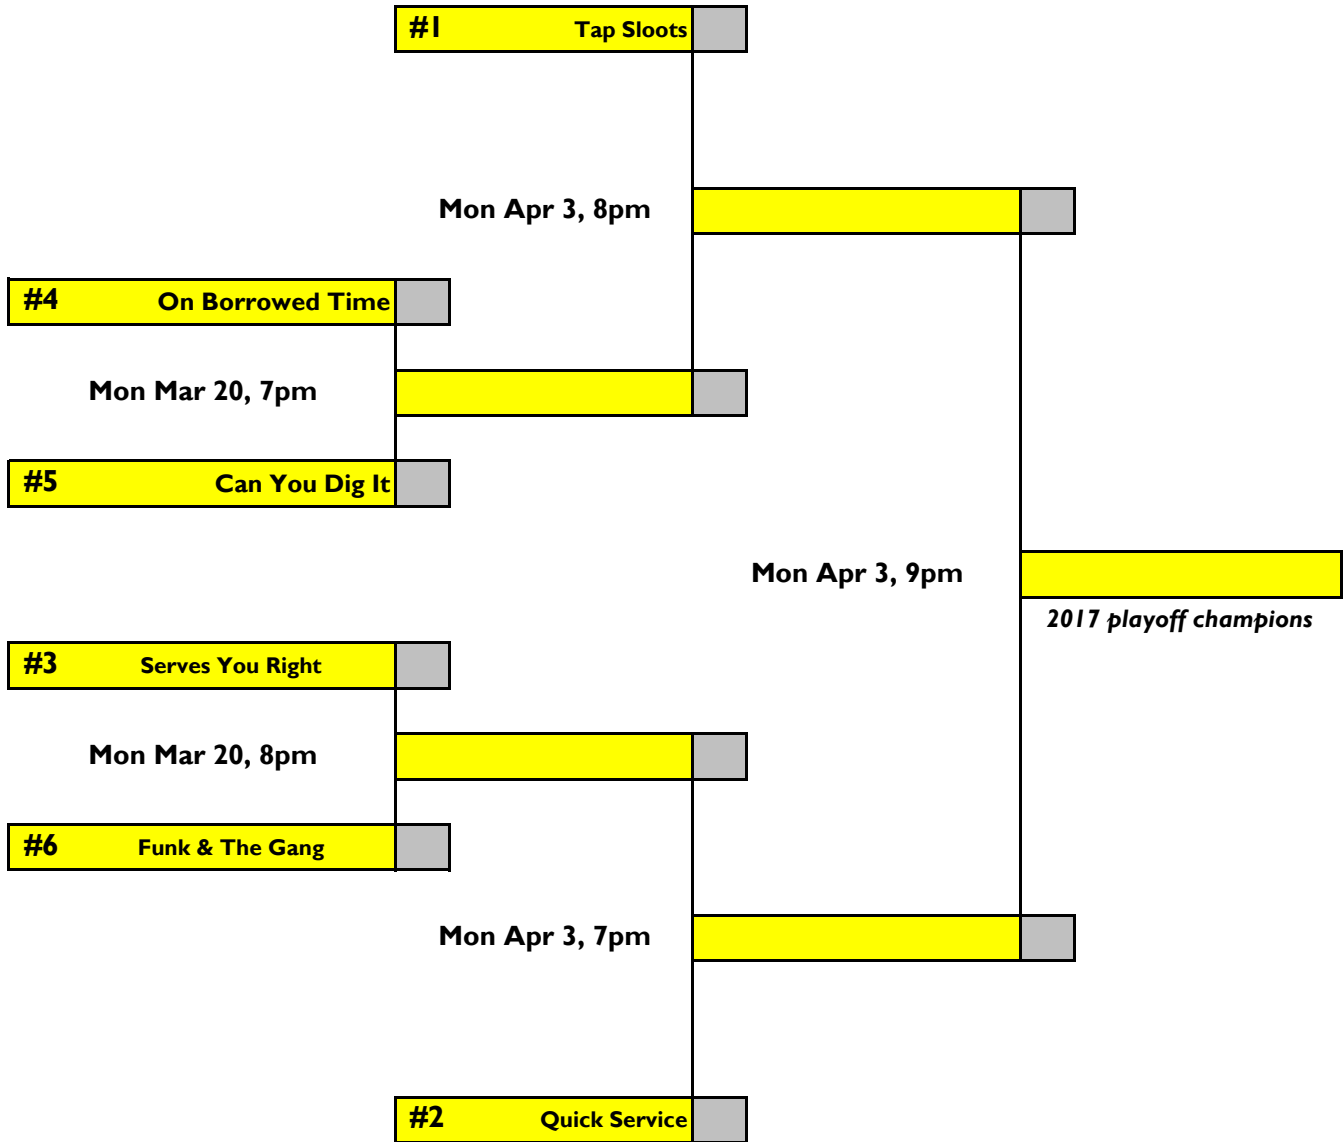 #1 Tap Sloots
Mon Apr 3, 8pm
#4 On Borrowed Time
Mon Mar 20, 7pm
#5 Can You Dig It
Mon Apr 3, 9pm
2017 playoff champions
#3 Serves You Right
Mon Mar 20, 8pm
#6 Funk & The Gang
Mon Apr 3, 7pm
#2 Quick Service